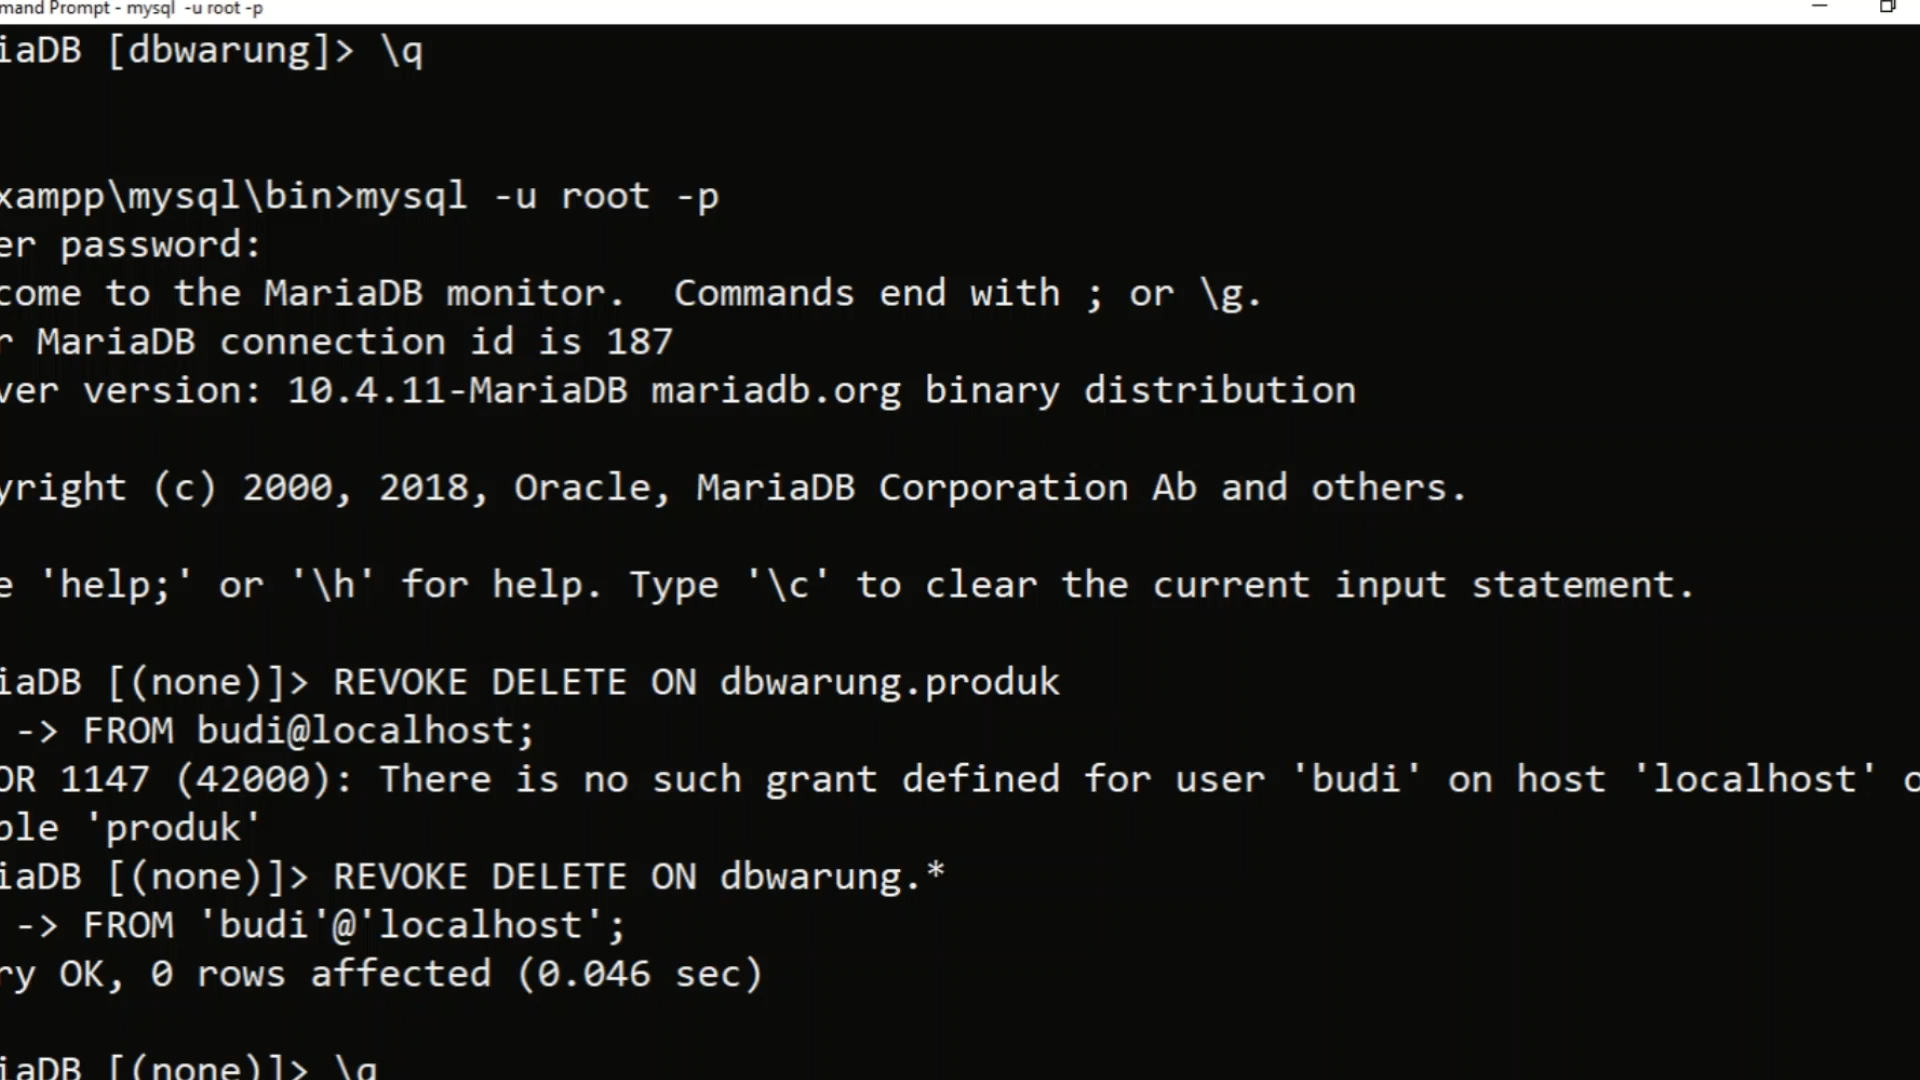 mand Prompt - mysql -u root -p
iaDB [dbwarung]> \q
xampp\mysql\bin>mysql -u root -p
er password:
come to the MariaDB monitor.  Commands end with ; or \g.
r MariaDB connection id is 187
ver version: 10.4.11-MariaDB mariadb.org binary distribution
yright (c) 2000, 2018, Oracle, MariaDB Corporation Ab and others.
e 'help;' or '\h' for help. Type '\c' to clear the current input statement.
iaDB [(none)]> REVOKE DELETE ON dbwarung.produk
-> FROM budi@localhost;
OR 1147 (42000): There is no such grant defined for user 'budi' on host 'localhost' o
ble 'produk'
iaDB [(none)]> REVOKE DELETE ON dbwarung.*
-> FROM 'budi'@'localhost';
ry OK, 0 rows affected (0.046 sec)
iaDB [(none)]> \q